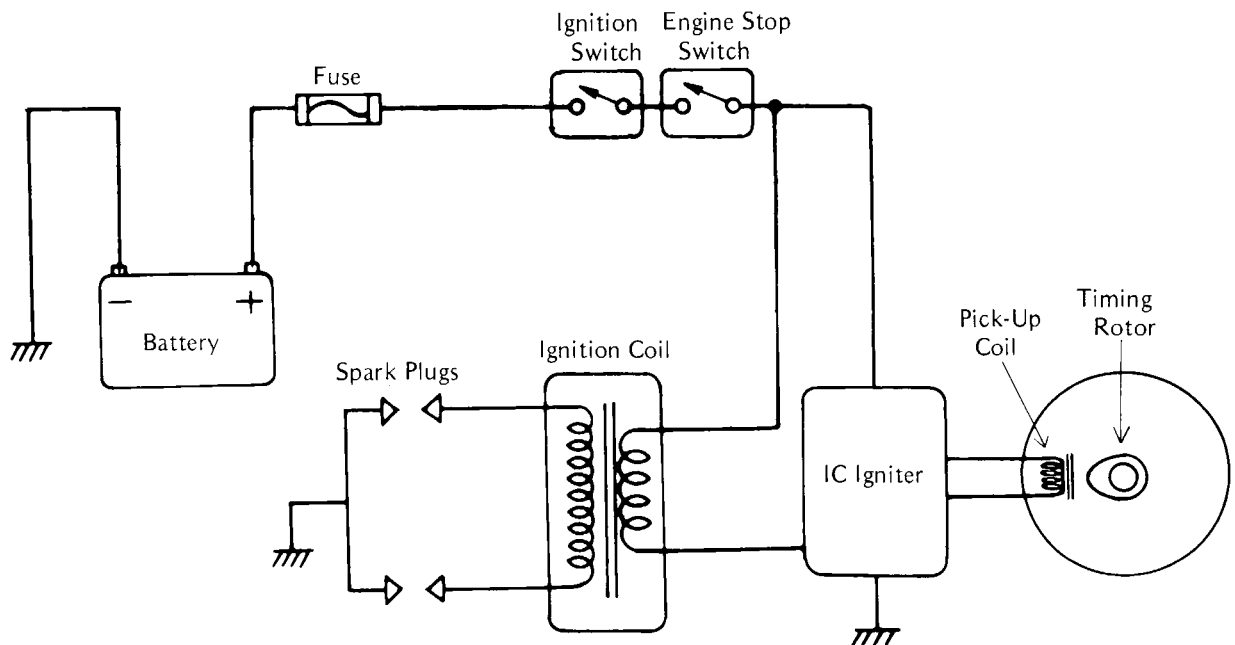 Ignition
Switch
Engine Stop
Switch
Fuse
Battery
Spark Plugs
Ignition Coil
IC Igniter
Pick-Up
Coil
Timing
Rotor